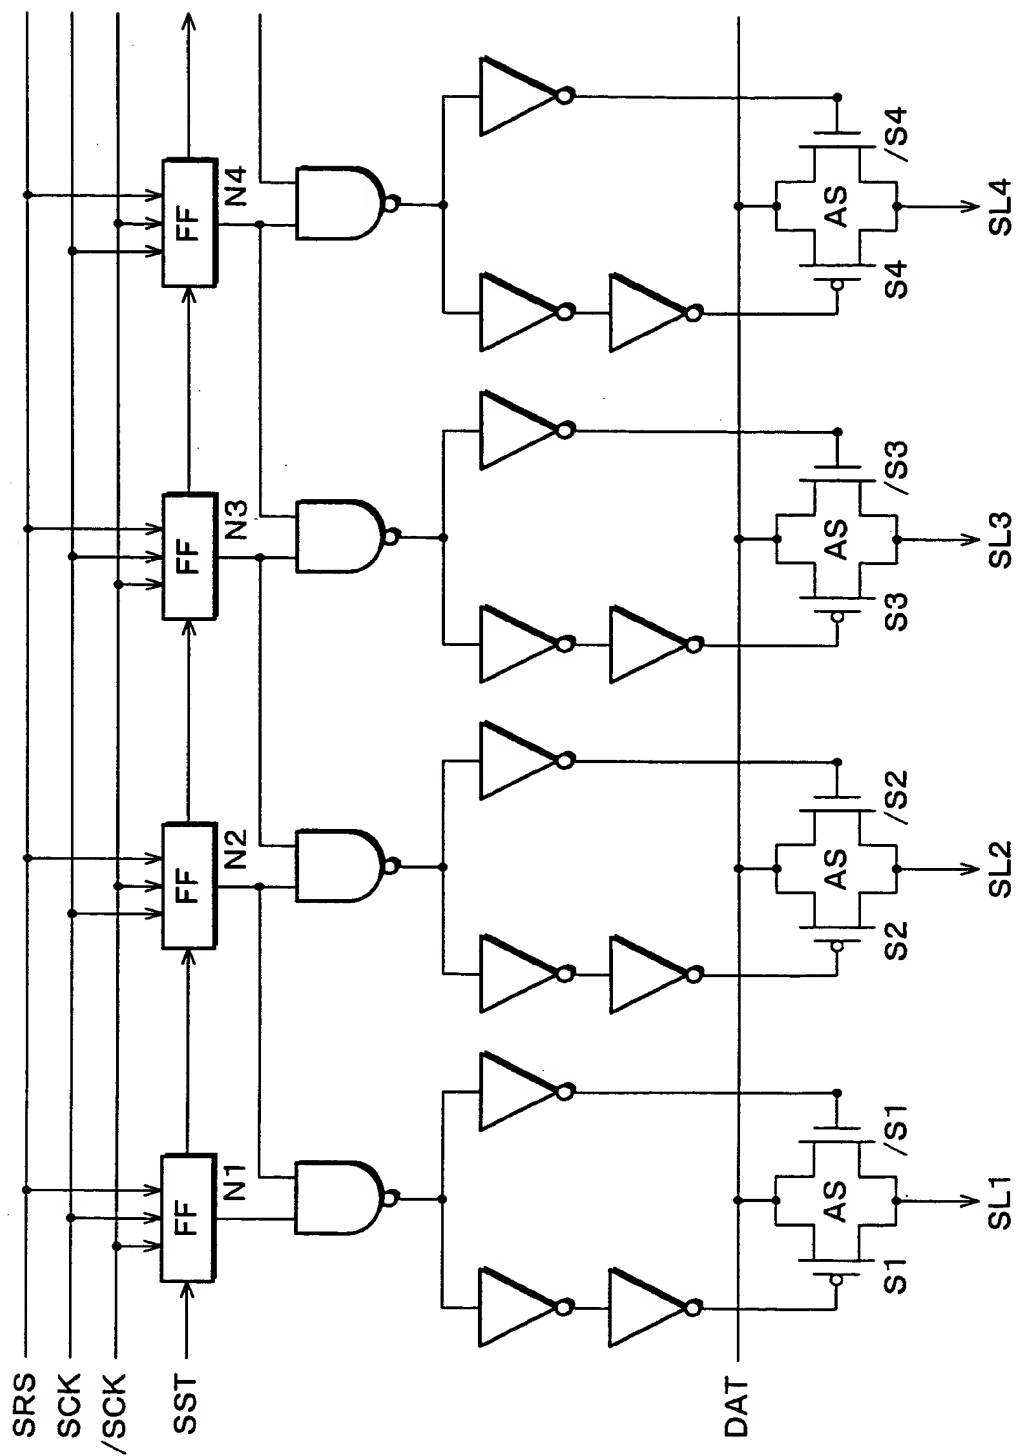 SRS
SCK
/SCK
SST
FF
FF
FF
FF
N1
N2
N3
N4
DAT
AS
AS
AS
AS
S1
/S1
S2
/S2
S3
/S3
S4
/S4
SL1
SL2
SL3
SL4